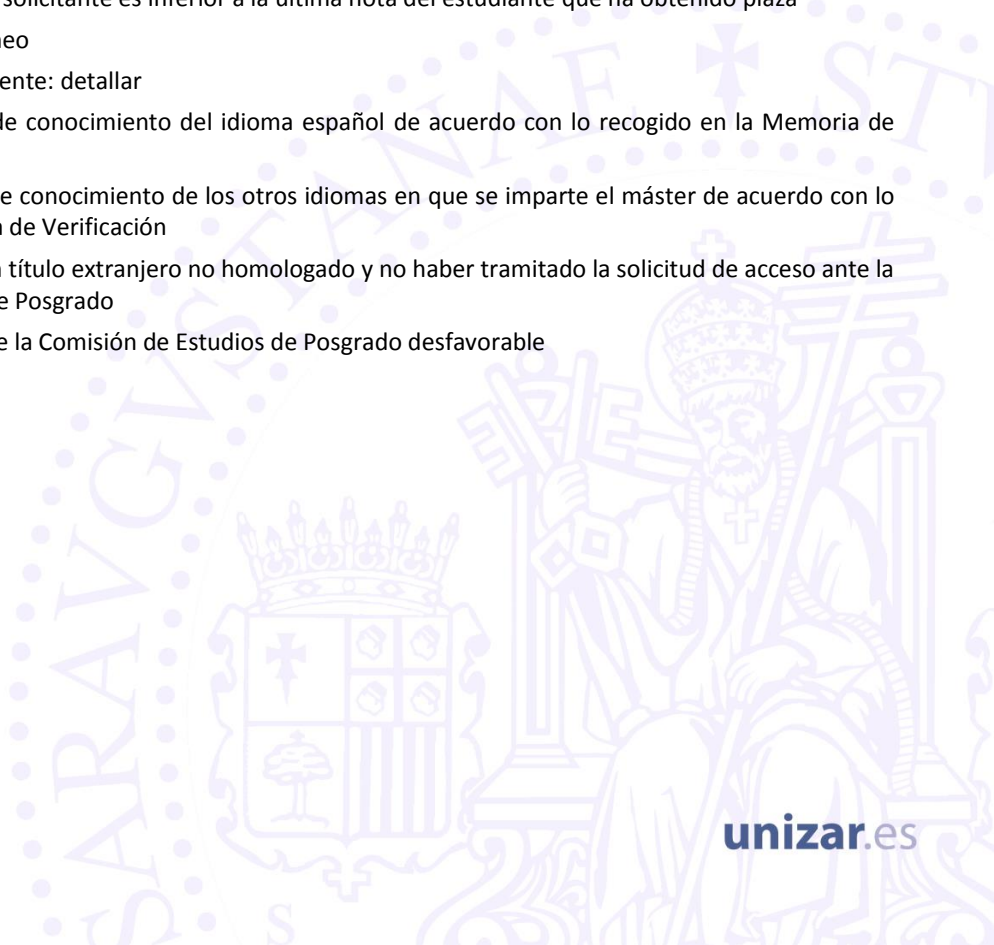 solicitante es inferior a la última nota del estudiante que ha obtenido plaza
neo
ente: detallar
de conocimiento del idioma español de acuerdo con lo recogido en la Memoria de
e conocimiento de los otros idiomas en que se imparte el máster de acuerdo con lo
de Verificación
título extranjero no homologado y no haber tramitado la solicitud de acceso ante la
e Posgrado
e la Comisión de Estudios de Posgrado desfavorable
SARAVGVSTANAE STV
S
unizar.es